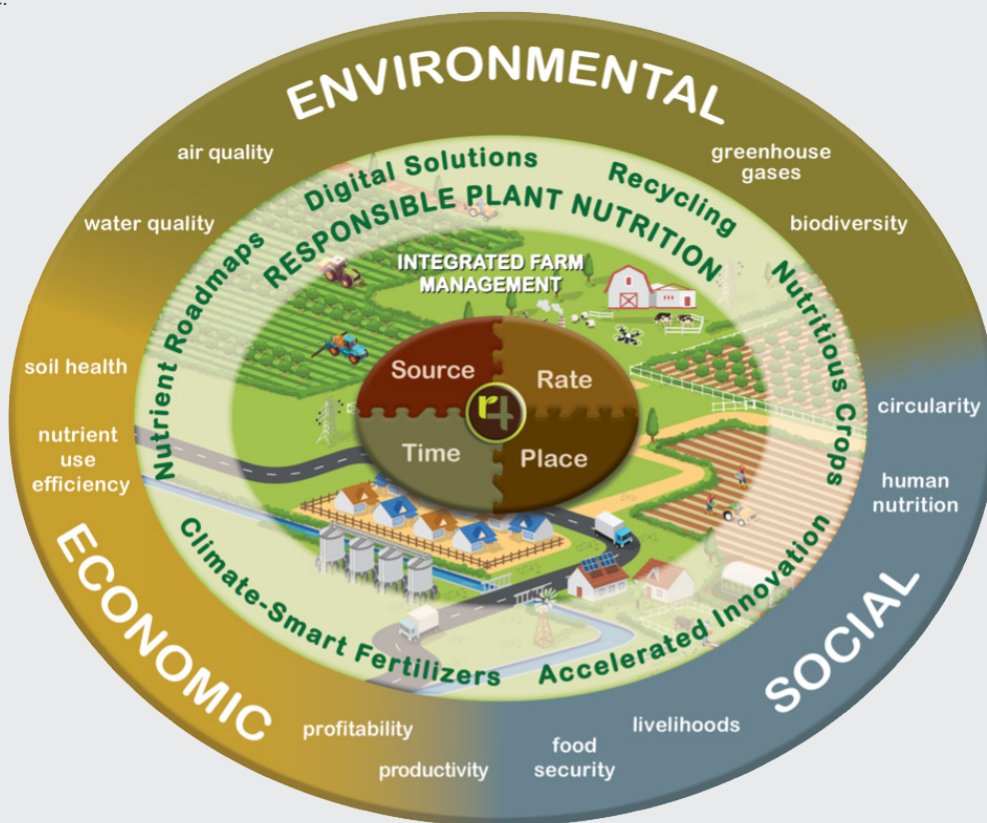 ENVIRONMENTAL
air quality
greenhouse
gases
water quality
biodiversity
Digital Solutions
Recycling
RESPONSIBLE PLANT NUTRITION
Nutrient Roadmaps
Nutritious Crops
INTEGRATED FARM
MANAGEMENT
soil health
circularity
nutrient
use
efficiency
human
nutrition
Source
Rate
r4
Time
Place
Climate-Smart Fertilizers
Accelerated Innovation
ECONOMIC
SOCIAL
profitability
livelihoods
productivity
food
security